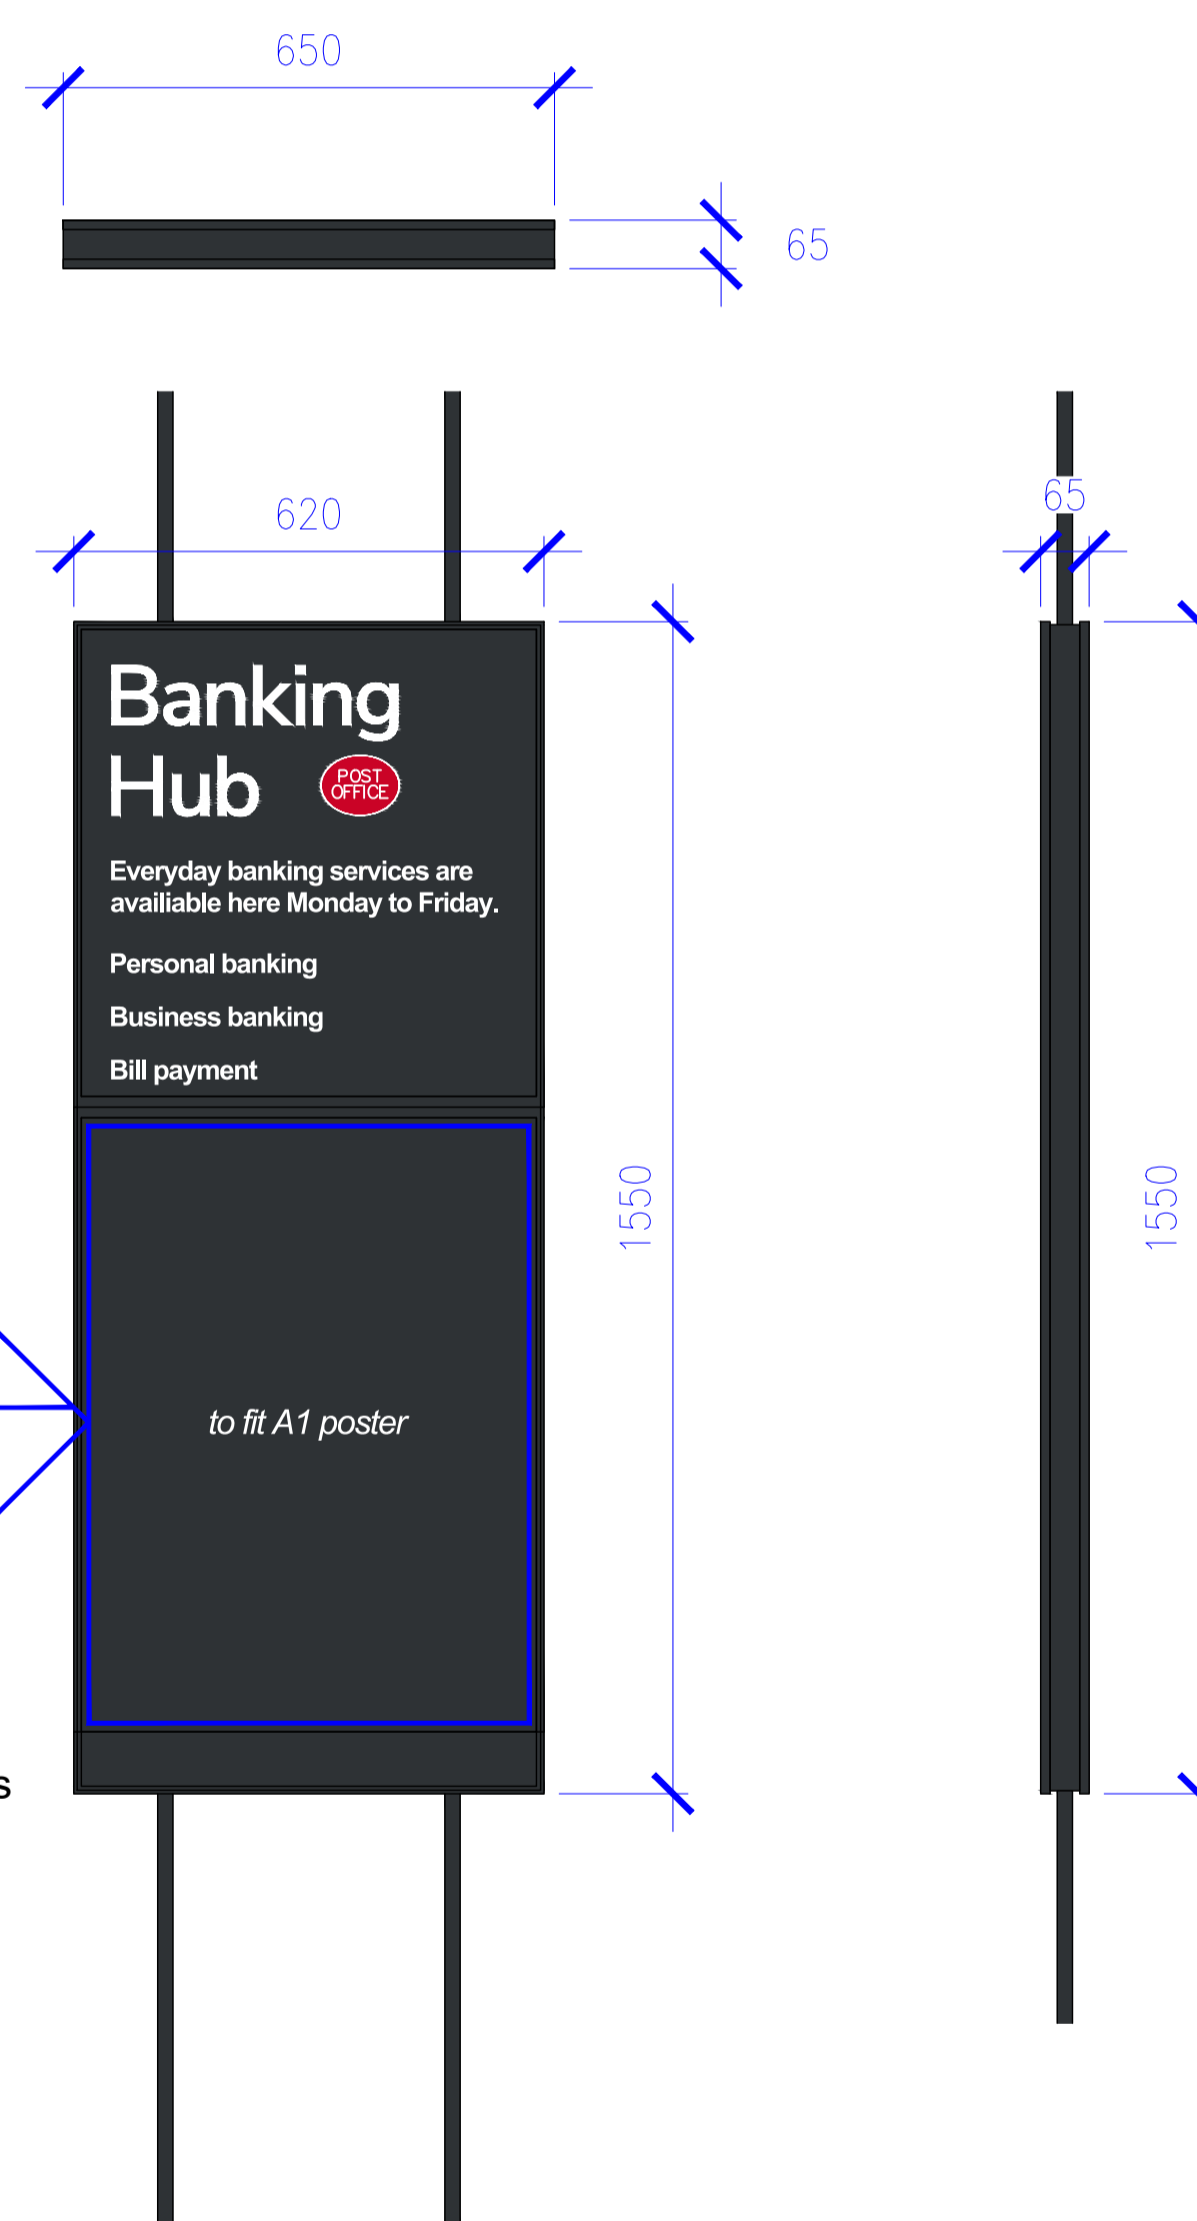 650
65
620
65
Banking
Hub
POST
OFFICE
Everyday banking services are
availiable here Monday to Friday.
Personal banking
Business banking
Bill payment
1550
1550
to fit A1 poster
s